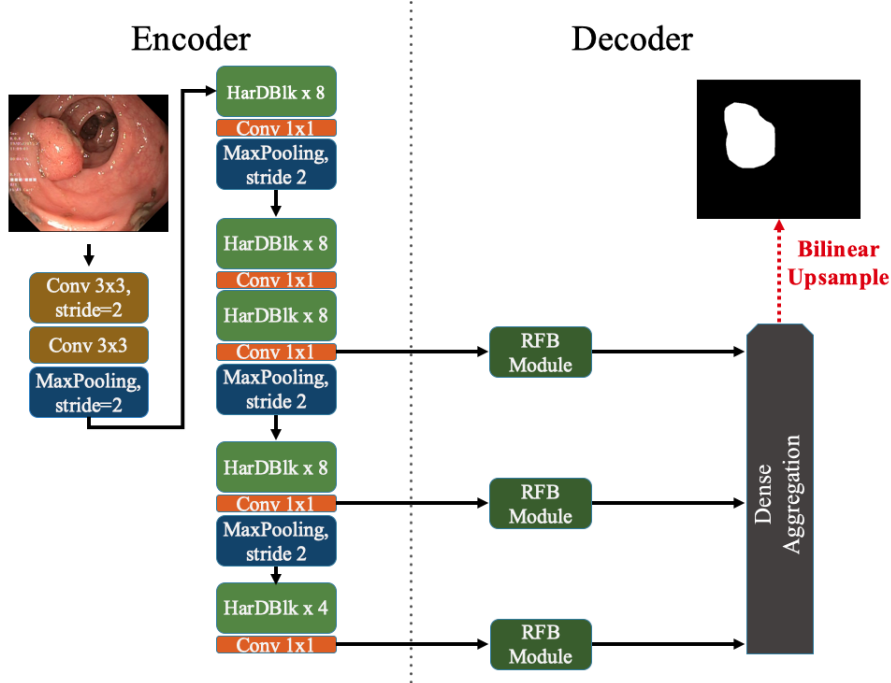 Encoder
Decoder
Conv 3x3,
stride=2
Conv 3x3
MaxPooling,
stride=2
HarDBlk x 8
Conv 1x1
MaxPooling,
stride 2
HarDBlk x 8
Conv 1x1
HarDBlk x 8
Conv 1x1
MaxPooling,
stride 2
HarDBlk x 8
Conv 1x1
MaxPooling,
stride 2
HarDBlk x 4
Conv 1x1
RFB
Module
RFB
Module
RFB
Module
Dense
Aggregation
Bilinear
Upsample